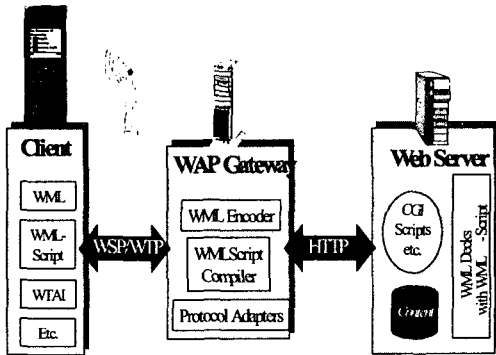 Client
WML
WML-
Script
WTAI
Etc.
WSP/WTP
WAP Gateway
WML Encoder
WMLScript
Compiler
Protocol Adapters
HTTP
Web Server
CGI
Scripts
etc.
Content
WML Decks
with WML - Script